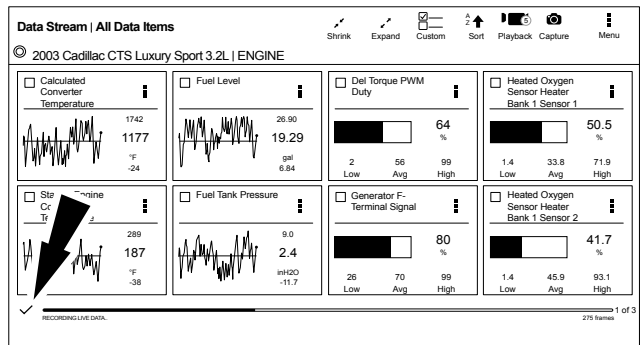 Data Stream | All Data Items
Shrink
Expand
Custom
A
Z
Sort
5
Playback
Capture
Menu
2003 Cadillac CTS Luxury Sport 3.2L | ENGINE
Calculated
Converter
Temperature
1742
1177
°F
-24
Fuel Level
26.90
19.29
gal
6.84
Del Torque PWM
Duty
64
%
2 56 99
Low Avg High
Heated Oxygen
Sensor Heater
Bank 1 Sensor 1
50.5
%
1.4 33.8 71.9
Low Avg High
289
187
°F
-38
Fuel Tank Pressure
9.0
2.4
inH2O
-11.7
Generator F-
Terminal Signal
80
%
26 70 99
Low Avg High
Heated Oxygen
Sensor Heater
Bank 1 Sensor 2
41.7
%
1.4 45.9 93.1
Low Avg High
1 of 3
RECORDING LIVE DATA..
275 frames